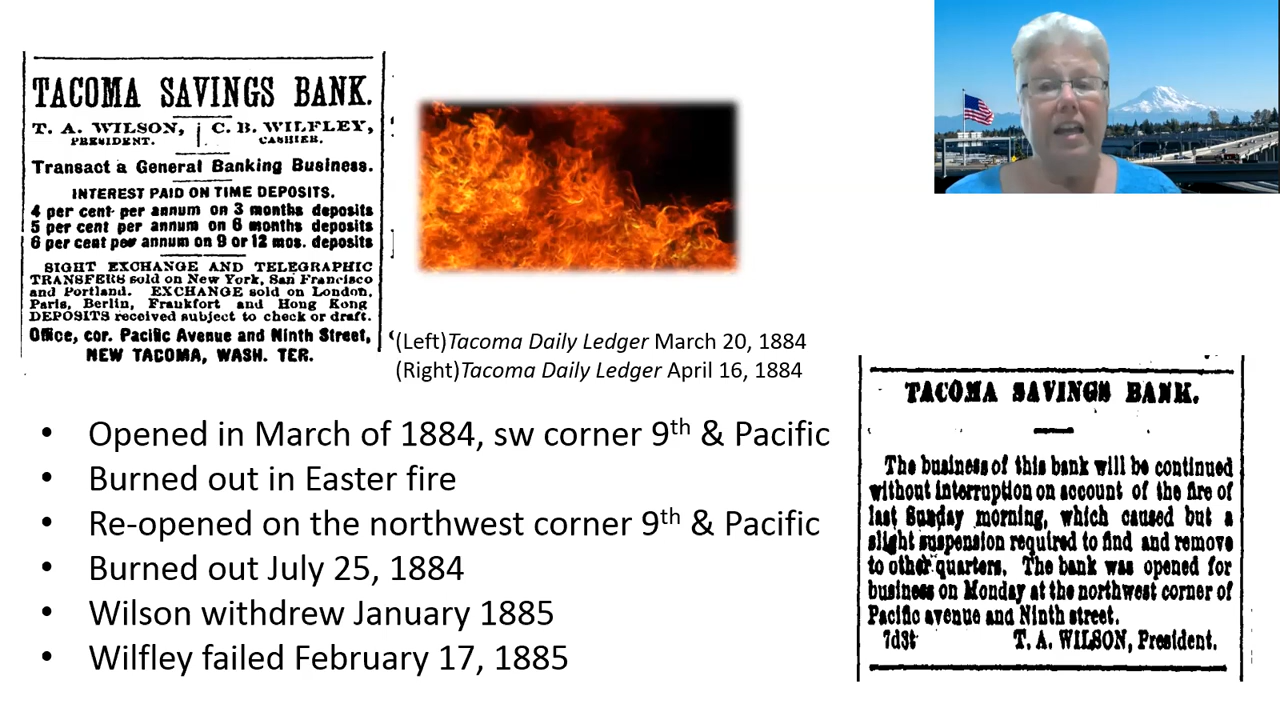 TACOMA SAVINGS BANK.
T. A. WILSON, PRESIDENT.
C. B. WILFLEY, CASHIER.
Transact a General Banking Business.
INTEREST PAID ON TIME DEPOSITS.
4 per cent per annum on 3 months deposits
5 per cent per annum on 6 months deposits
6 per cent per annum on 9 or 12 mos. deposits
SIGHT EXCHANGE AND TELEGRAPHIC
TRANSFERS sold on New York, San Francisco
and Portland. EXCHANGE sold on London,
Paris, Berlin, Fraukfort and Hong Kong
DEPOSITS received subject to check or draft.
Office, cor. Pacific Avenue and Ninth Street,
NEW TACOMA, WASH. TER.
(Left)Tacoma Daily Ledger March 20, 1884
(Right)Tacoma Daily Ledger April 16, 1884
• Opened in March of 1884, sw corner 9th & Pacific
• Burned out in Easter fire
• Re-opened on the northwest corner 9th & Pacific
• Burned out July 25, 1884
• Wilson withdrew January 1885
• Wilfley failed February 17, 1885
TACOMA SAVINGS BANK.
The business of this bank will be continued
without interruption on account of the fire of
last Sunday morning, which caused but a
slight suspension required to find and remove
to other quarters. The bank was opened for
business on Monday at the northwest corner of
Pacific avenue and Ninth street.
7d3t T. A. WILSON, President.